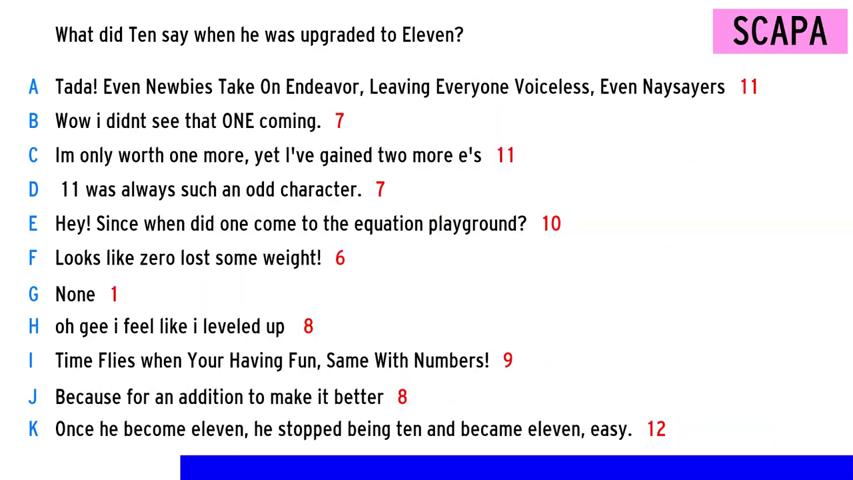 What did Ten say when he was upgraded to Eleven?
SCAPA
A Tada! Even Newbies Take On Endeavor, Leaving Everyone Voiceless, Even Naysayers 11
B Wow i didnt see that ONE coming. 7
C Im only worth one more, yet I've gained two more e's 11
D 11 was always such an odd character. 7
E Hey! Since when did one come to the equation playground? 10
F Looks like zero lost some weight! 6
G None 1
H oh gee i feel like i leveled up 8
I Time Flies when Your Having Fun, Same With Numbers! 9
J Because for an addition to make it better 8
K Once he become eleven, he stopped being ten and became eleven, easy. 12